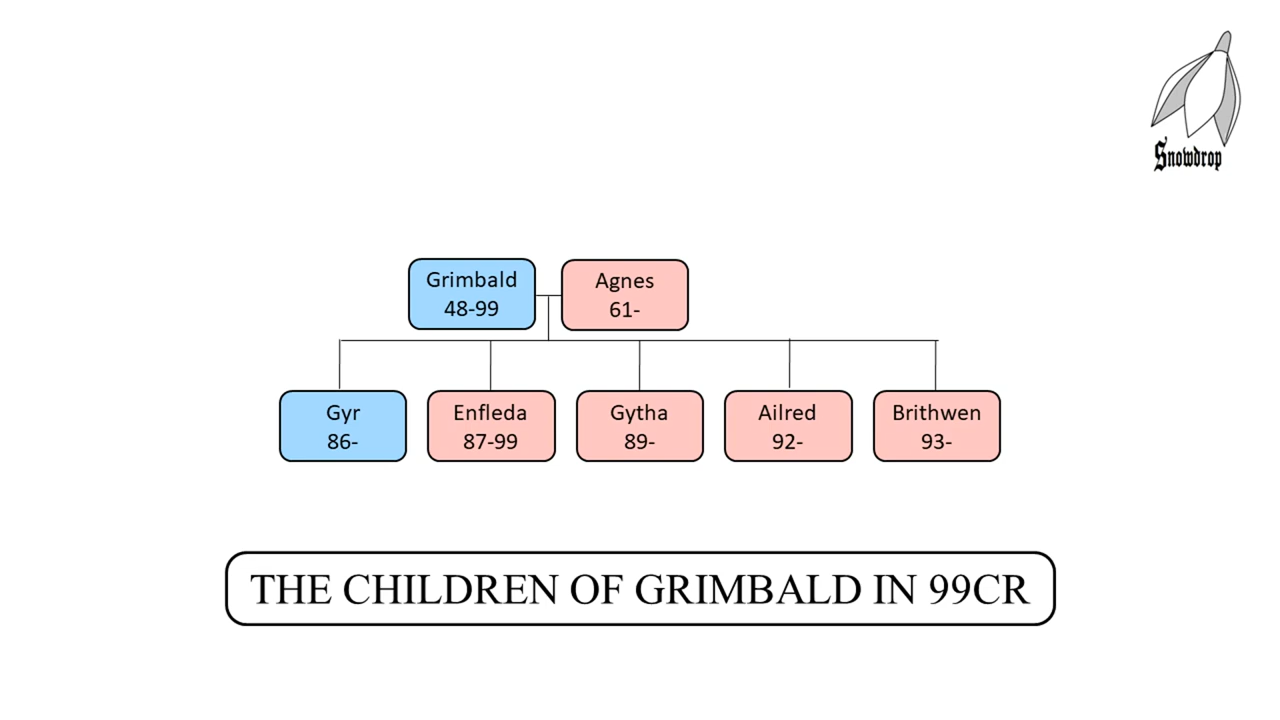 Snowdrop
Grimbald
48-99
Agnes
61-
Gyr
86-
Enfleda
87-99
Gytha
89-
Ailred
92-
Brithwen
93-
THE CHILDREN OF GRIMBALD IN 99CR